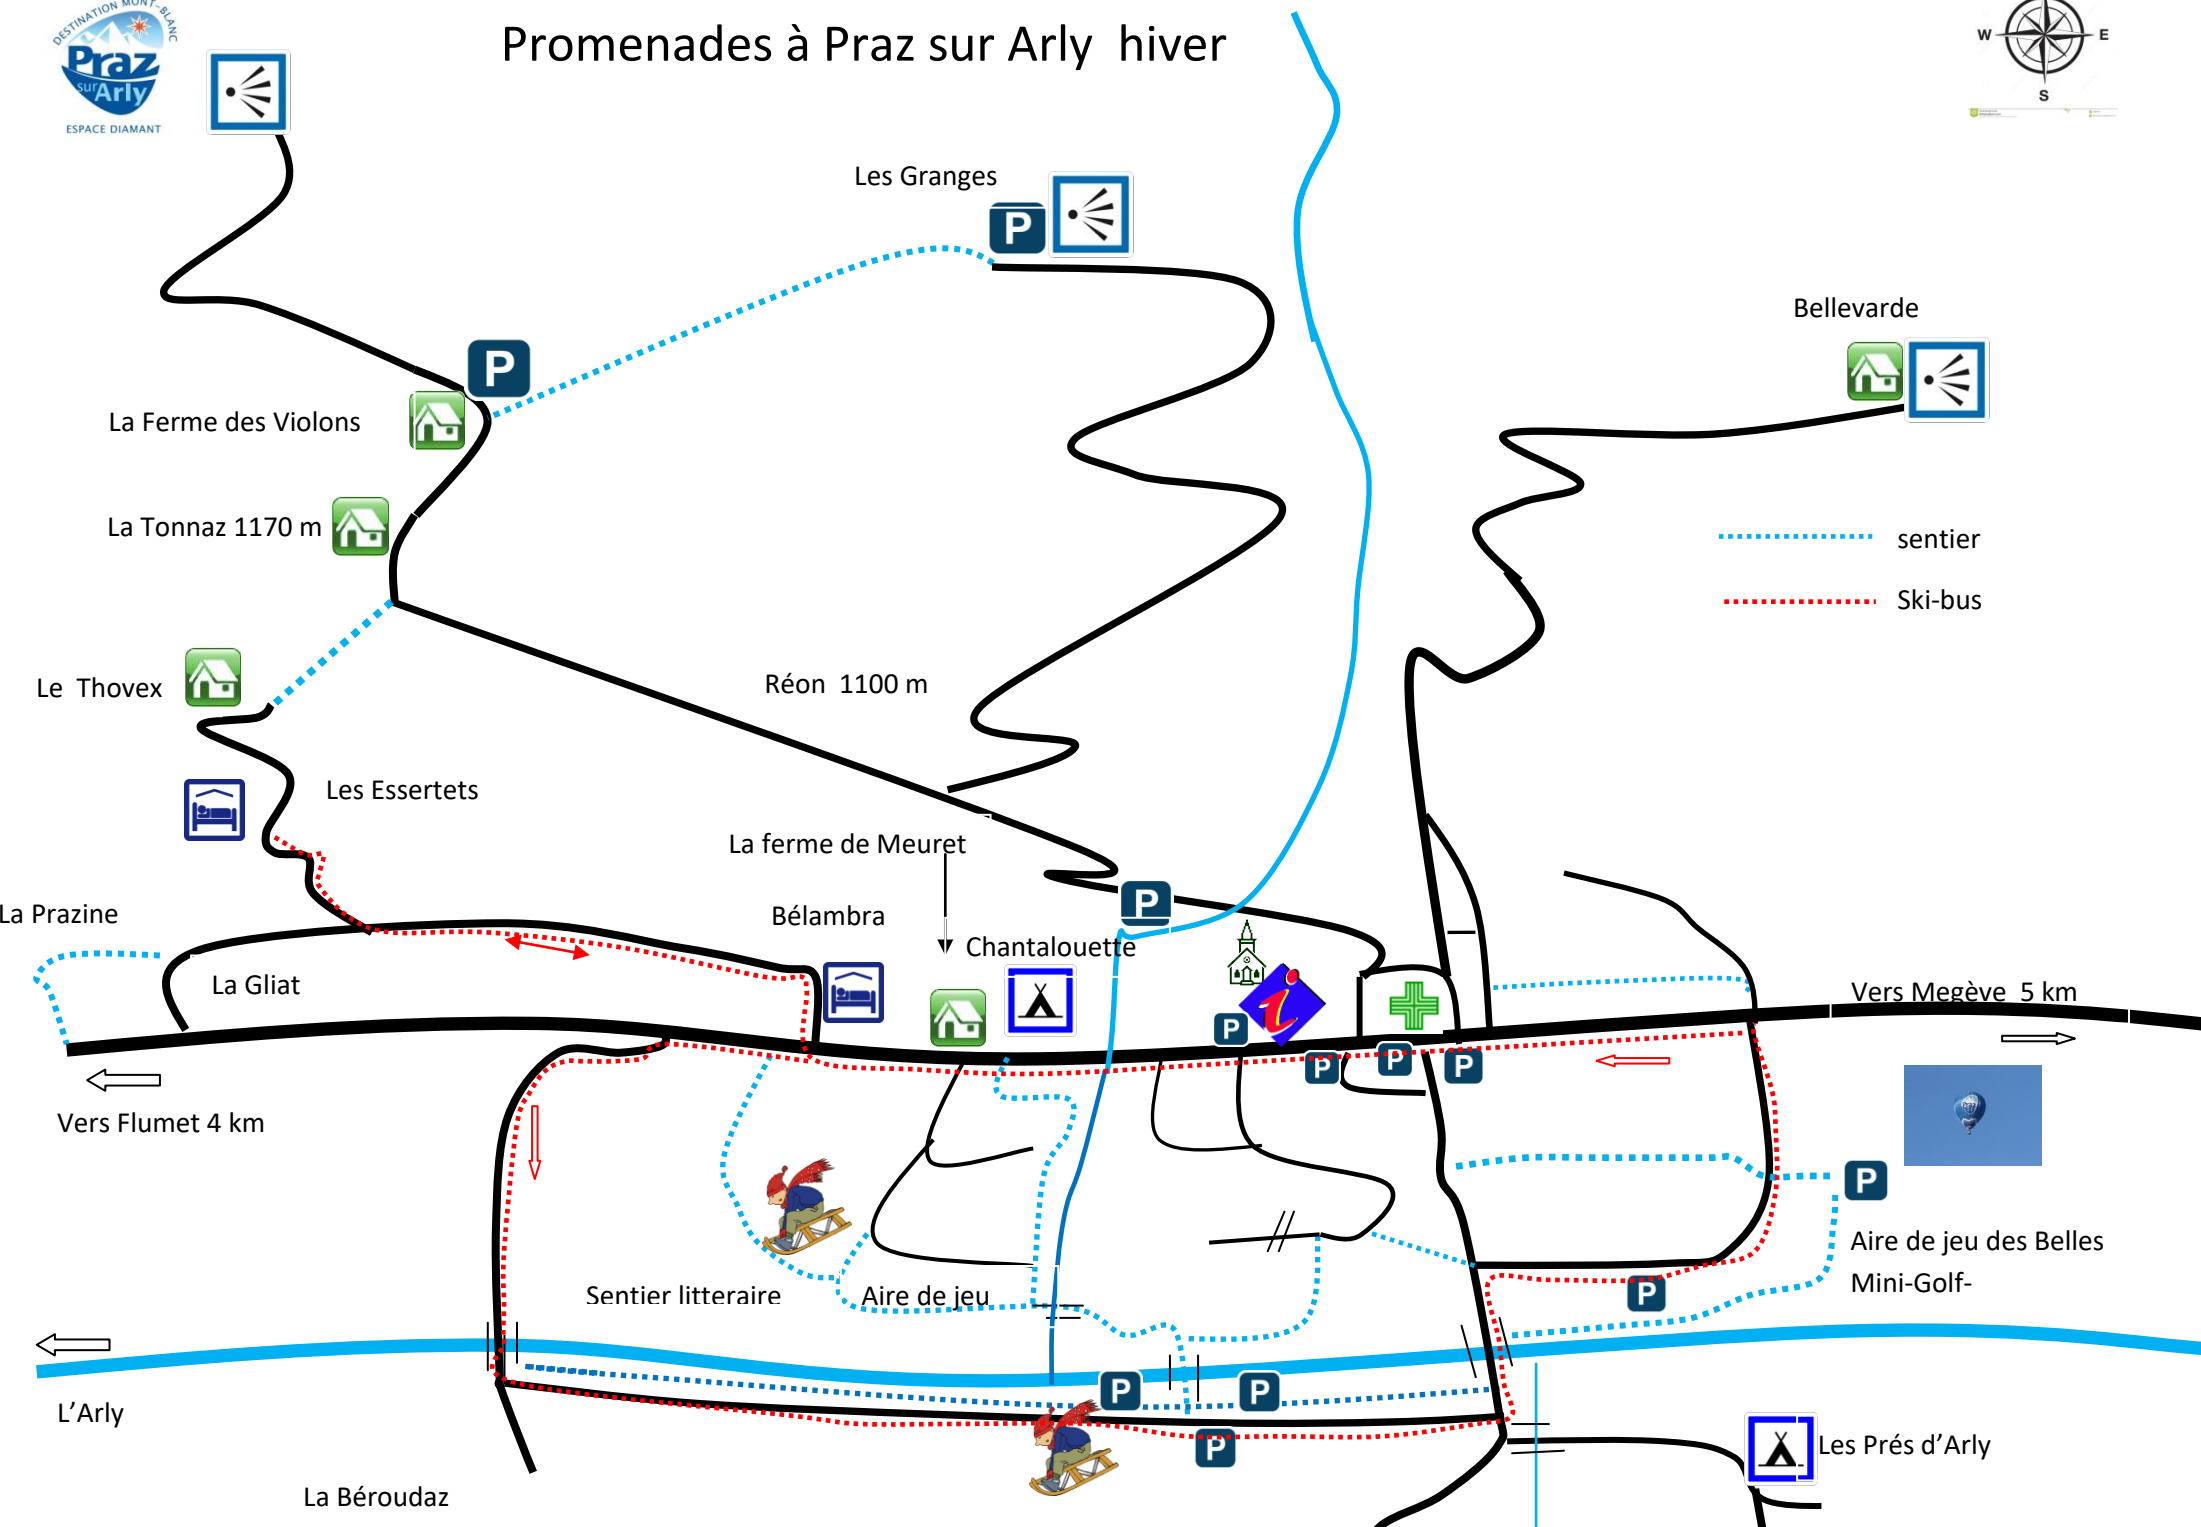 DESTINATION MONT-BLANC
Praz
sur Arly
ESPACE DIAMANT
Promenades à Praz sur Arly hiver
W
E
S
Les Granges
P
Bellevarde
P
La Ferme des Violons
La Tonnaz 1170 m
sentier
Ski-bus
Le Thovex
Réon 1100 m
Les Essertets
La ferme de Meuret
La Prazine
Bélambra
P
Chantalouette
La Gliat
Vers Megève 5 km
i
P
P
P
P
Vers Flumet 4 km
P
Aire de jeu des Belles
Mini-Golf-
Sentier litteraire
Aire de jeu
P
P
P
L’Arly
P
Les Prés d’Arly
La Béroudaz